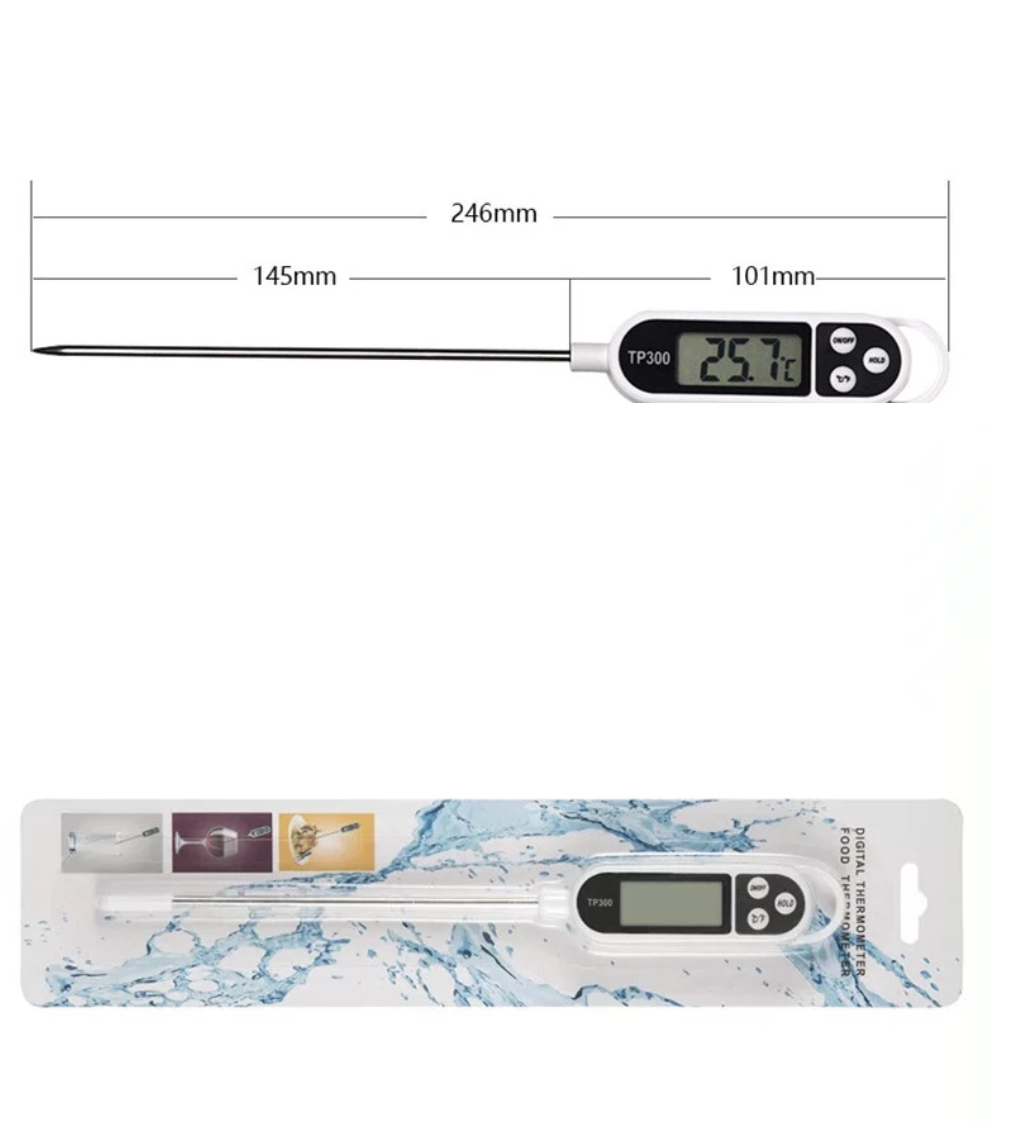 246mm
145mm
101mm
TP300
25.7°C
ON/OFF
HOLD
°C/°F
DIGITAL THERMOMETER
FOOD THERMOMETER
TP300
ON/OFF
HOLD
°C/°F